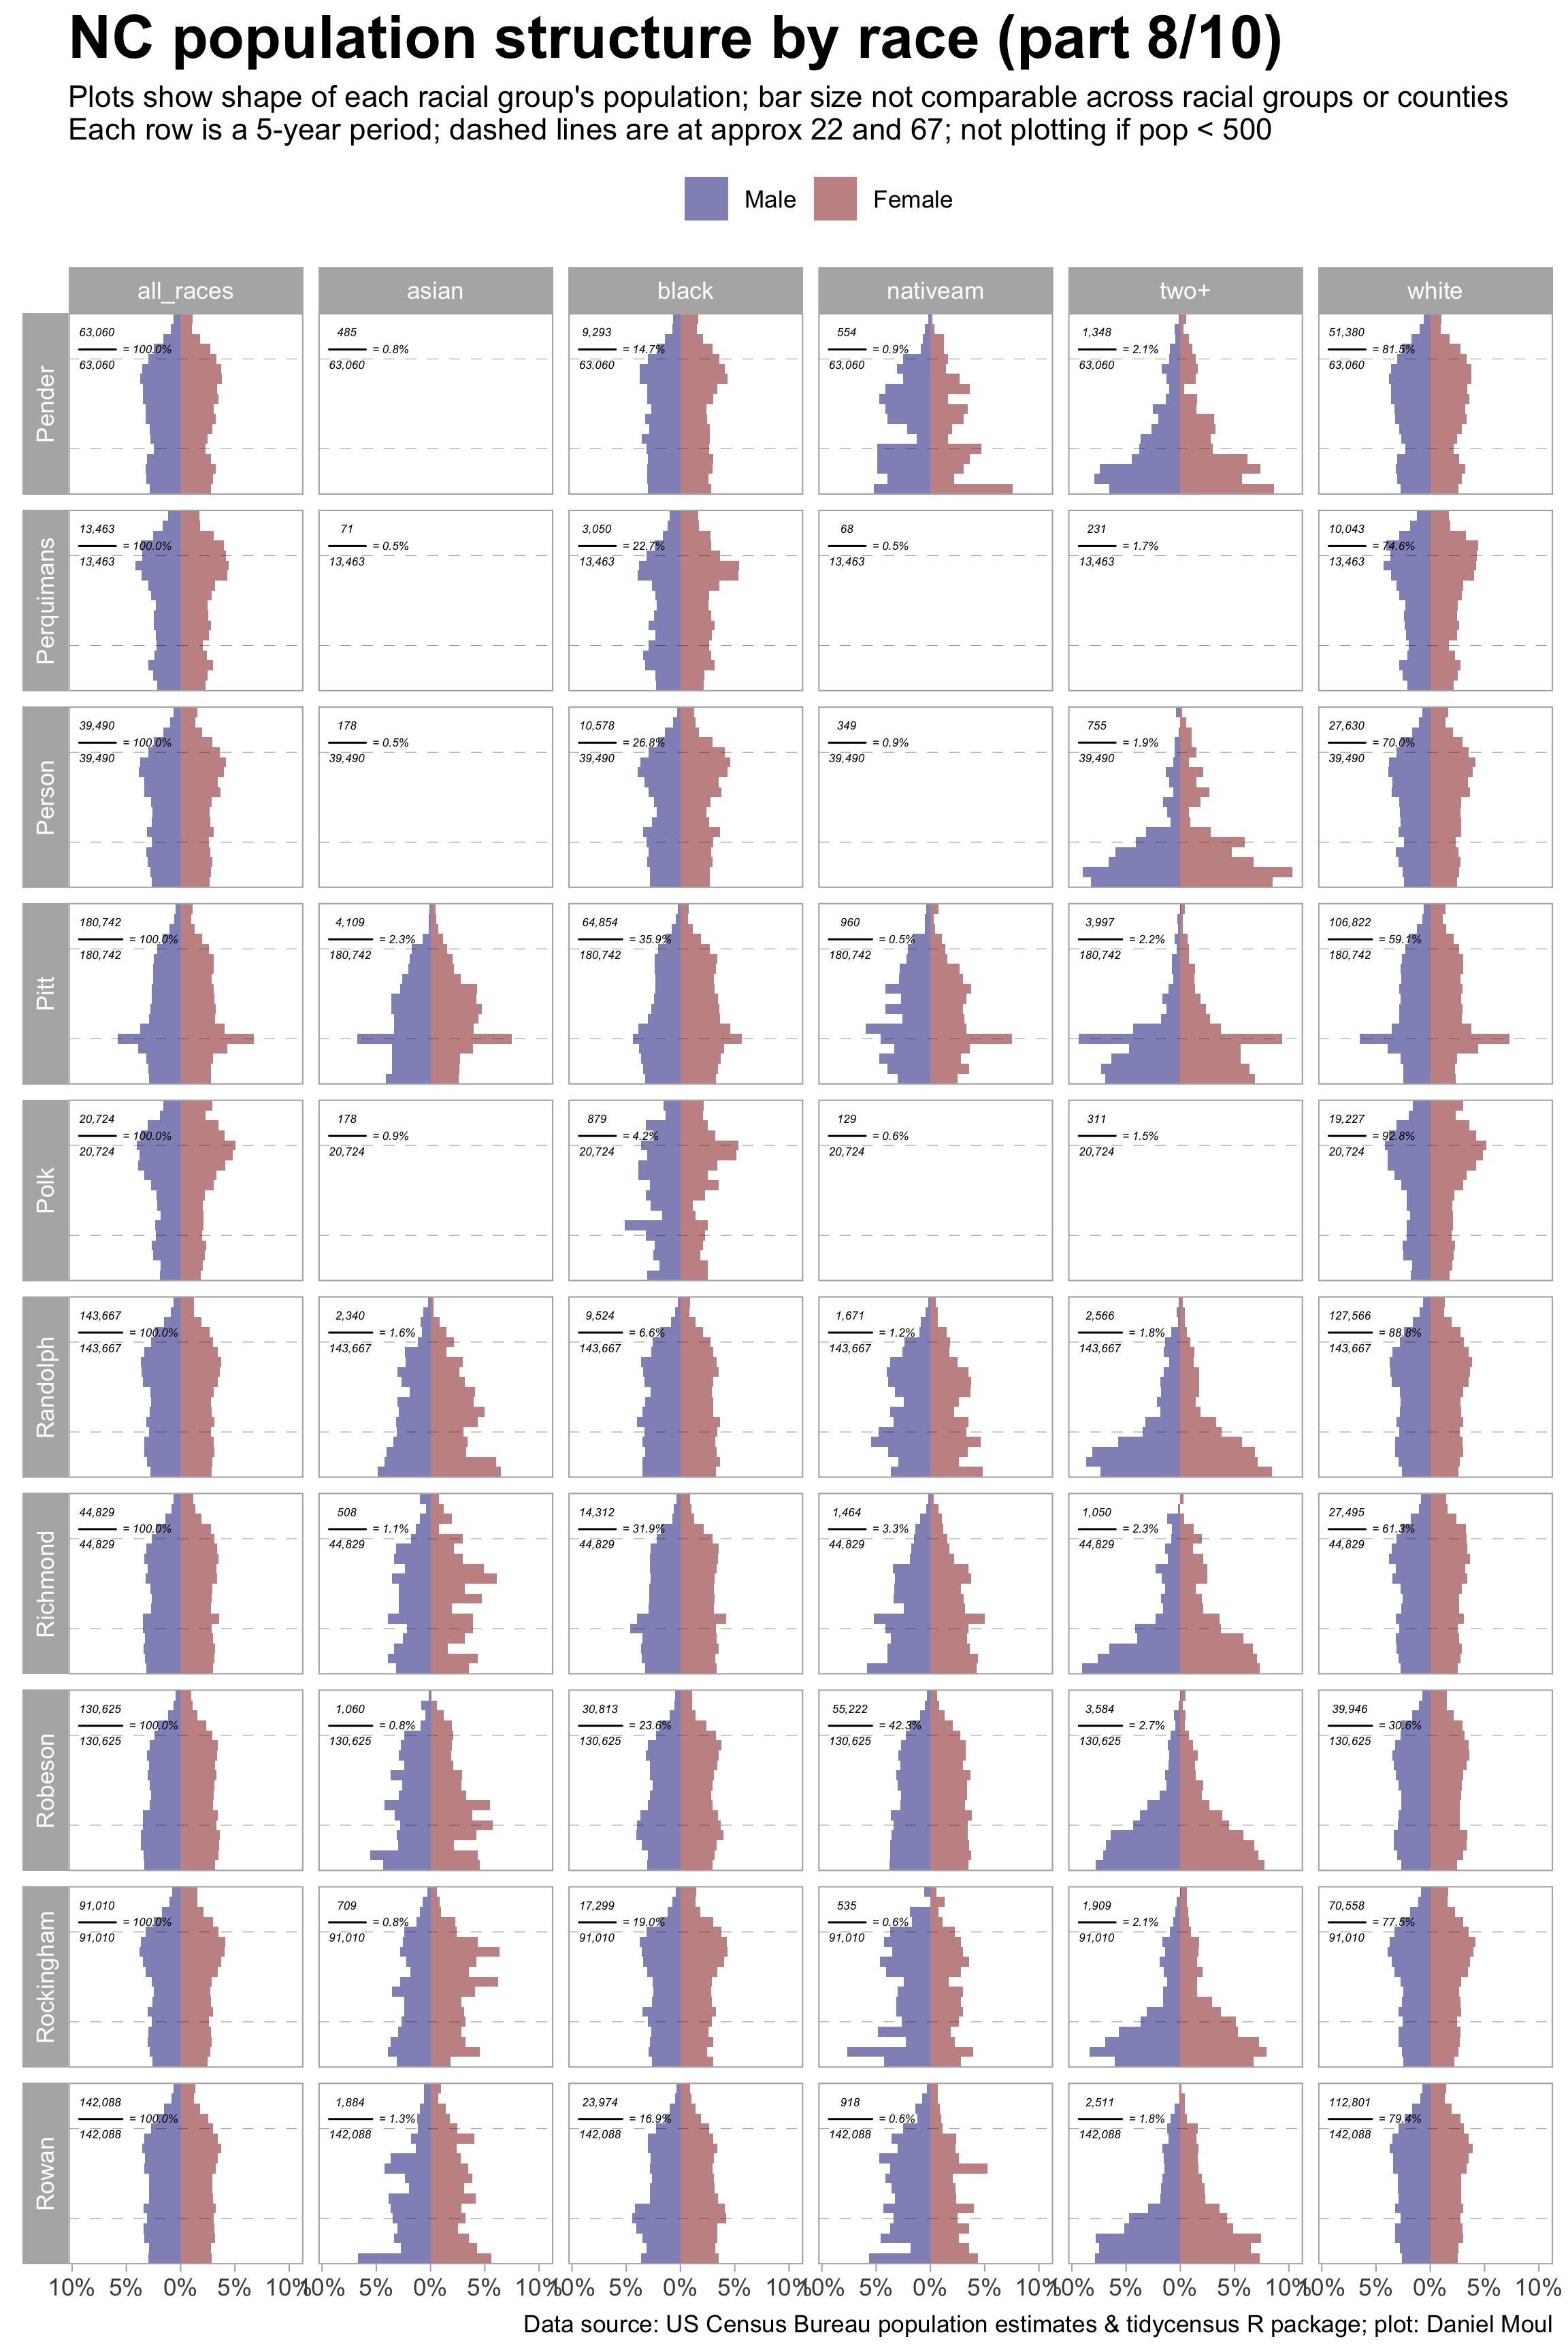 NC population structure by race (part 8/10)
Plots show shape of each racial group's population; bar size not comparable across racial groups or counties
Each row is a 5-year period; dashed lines are at approx 22 and 67; not plotting if pop < 500
Male Female
all_races asian black nativeam two+ white
Pender
63,060 485 9,293 554 1,348 51,380
= 100.0% = 0.8% = 14.7% = 0.9% = 2.1% = 81.5%
63,060 63,060 63,060 63,060 63,060 63,060
Perquimans
13,463 71 3,050 68 231 10,043
= 100.0% = 0.5% = 22.7% = 0.5% = 1.7% = 74.6%
13,463 13,463 13,463 13,463 13,463 13,463
Person
39,490 178 10,578 349 755 27,630
= 100.0% = 0.5% = 26.8% = 0.9% = 1.9% = 70.0%
39,490 39,490 39,490 39,490 39,490 39,490
Pitt
180,742 4,109 64,854 960 3,997 106,822
= 100.0% = 2.3% = 35.9% = 0.5% = 2.2% = 59.1%
180,742 180,742 180,742 180,742 180,742 180,742
Polk
20,724 178 879 129 311 19,227
= 100.0% = 0.9% = 4.2% = 0.6% = 1.5% = 92.8%
20,724 20,724 20,724 20,724 20,724 20,724
Randolph
143,667 2,340 9,524 1,671 2,566 127,566
= 100.0% = 1.6% = 6.6% = 1.2% = 1.8% = 88.8%
143,667 143,667 143,667 143,667 143,667 143,667
Richmond
44,829 508 14,312 1,464 1,050 27,495
= 100.0% = 1.1% = 31.9% = 3.3% = 2.3% = 61.3%
44,829 44,829 44,829 44,829 44,829 44,829
Robeson
130,625 1,060 30,813 55,222 3,584 39,946
= 100.0% = 0.8% = 23.6% = 42.3% = 2.7% = 30.6%
130,625 130,625 130,625 130,625 130,625 130,625
Rockingham
91,010 709 17,299 535 1,909 70,558
= 100.0% = 0.8% = 19.0% = 0.6% = 2.1% = 77.5%
91,010 91,010 91,010 91,010 91,010 91,010
Rowan
142,088 1,884 23,974 918 2,511 112,801
= 100.0% = 1.3% = 16.9% = 0.6% = 1.8% = 79.4%
142,088 142,088 142,088 142,088 142,088 142,088
10% 5% 0% 5% 10% 10% 5% 0% 5% 10% 10% 5% 0% 5% 10% 10% 5% 0% 5% 10% 10% 5% 0% 5% 10% 10% 5% 0% 5% 10%
Data source: US Census Bureau population estimates & tidycensus R package; plot: Daniel Moul